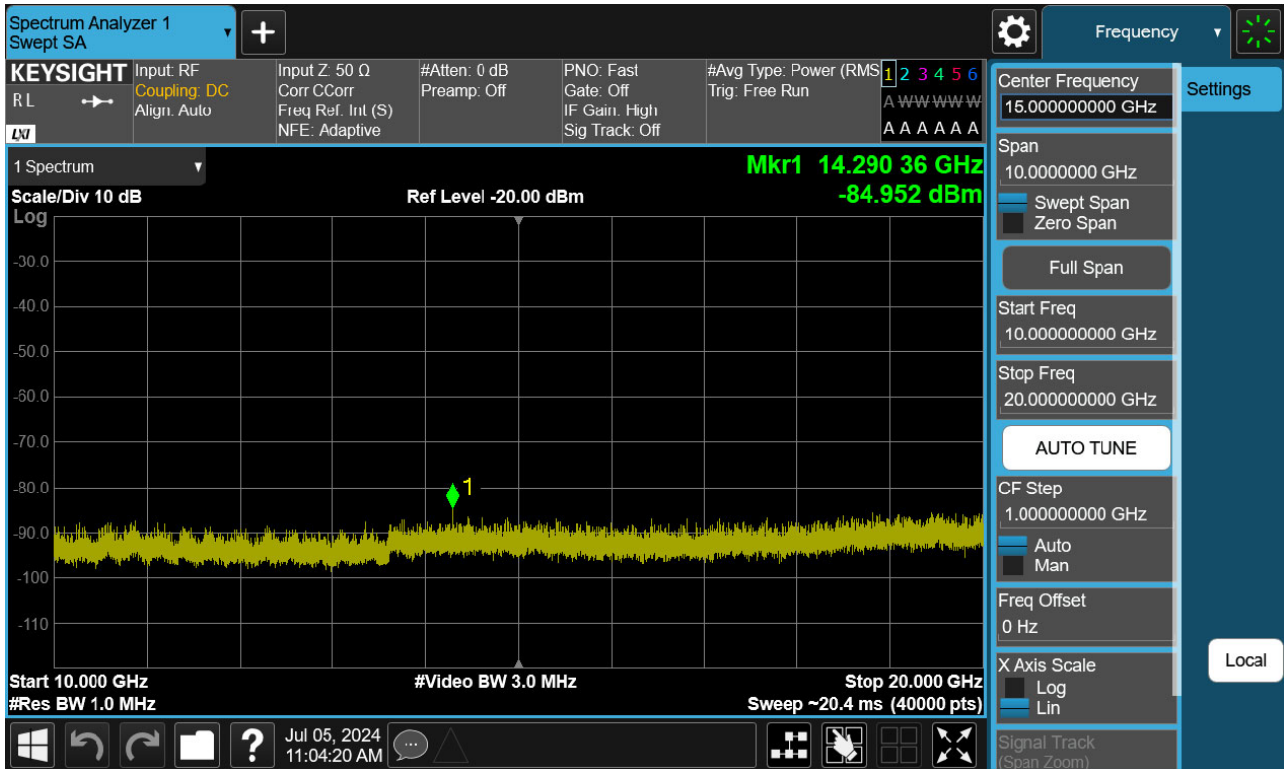 Spectrum Analyzer 1
Swept SA
Frequency
KEYSIGHT
R L
LXI
Input: RF
Coupling: DC
Align: Auto
Input Z: 50 Ω
Corr CCorr
Freq Ref: Int (S)
NFE: Adaptive
#Atten: 0 dB
Preamp: Off
PNO: Fast
Gate: Off
IF Gain: High
Sig Track: Off
#Avg Type: Power (RMS
Trig: Free Run
1 2 3 4 5 6
A W W W W W
A A A A A A
1 Spectrum
Scale/Div 10 dB
Log
Ref Level -20.00 dBm
Mkr1 14.290 36 GHz
-84.952 dBm
-30.0
-40.0
-50.0
-60.0
-70.0
-80.0
-90.0
-100
-110
1
Start 10.000 GHz
#Res BW 1.0 MHz
#Video BW 3.0 MHz
Stop 20.000 GHz
Sweep ~20.4 ms (40000 pts)
Center Frequency
15.000000000 GHz
Span
10.0000000 GHz
Swept Span
Zero Span
Full Span
Start Freq
10.000000000 GHz
Stop Freq
20.000000000 GHz
AUTO TUNE
CF Step
1.000000000 GHz
Auto
Man
Freq Offset
0 Hz
X Axis Scale
Log
Lin
Signal Track
(Span Zoom)
Settings
Local
?
Jul 05, 2024
11:04:20 AM